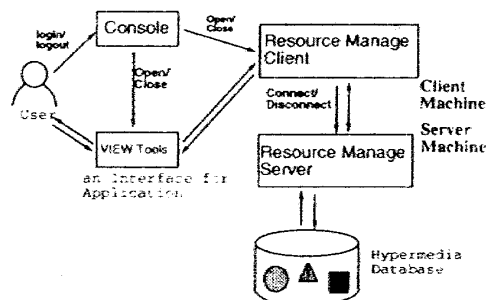 login/
logout
Console
Open/
Close
Resource Manage
Client
Open/
Close
Connect/
Disconnect
Client
Machine
User
VIEW Tools
Server
Machine
an Interface for
Application
Resource Manage
Server
Hypermedia
Database